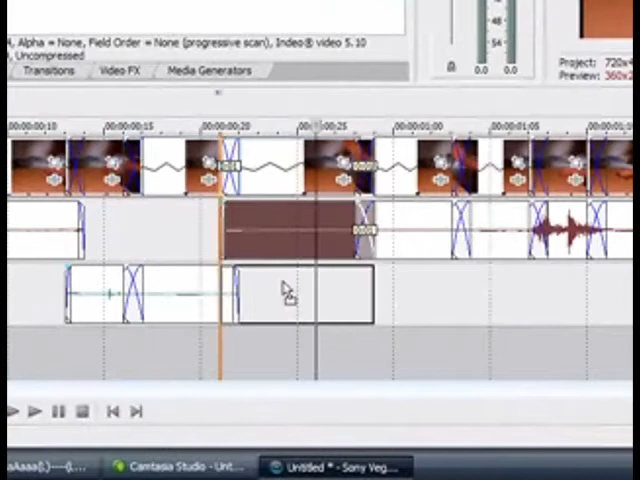 Alpha = None, Field Order = None (progressive scan), Indeo® video 5.10
Uncompressed
48
54
0.0 0.0
Transitions Video FX Media Generators
Project: 720x4
Preview: 360x2
00:00:00:10 00:00:00:15 00:00:00:20 00:00:00:25 00:00:01:00 00:00:01:05
Camtasia Studio - Unt... Untitled * - Sony Veg...